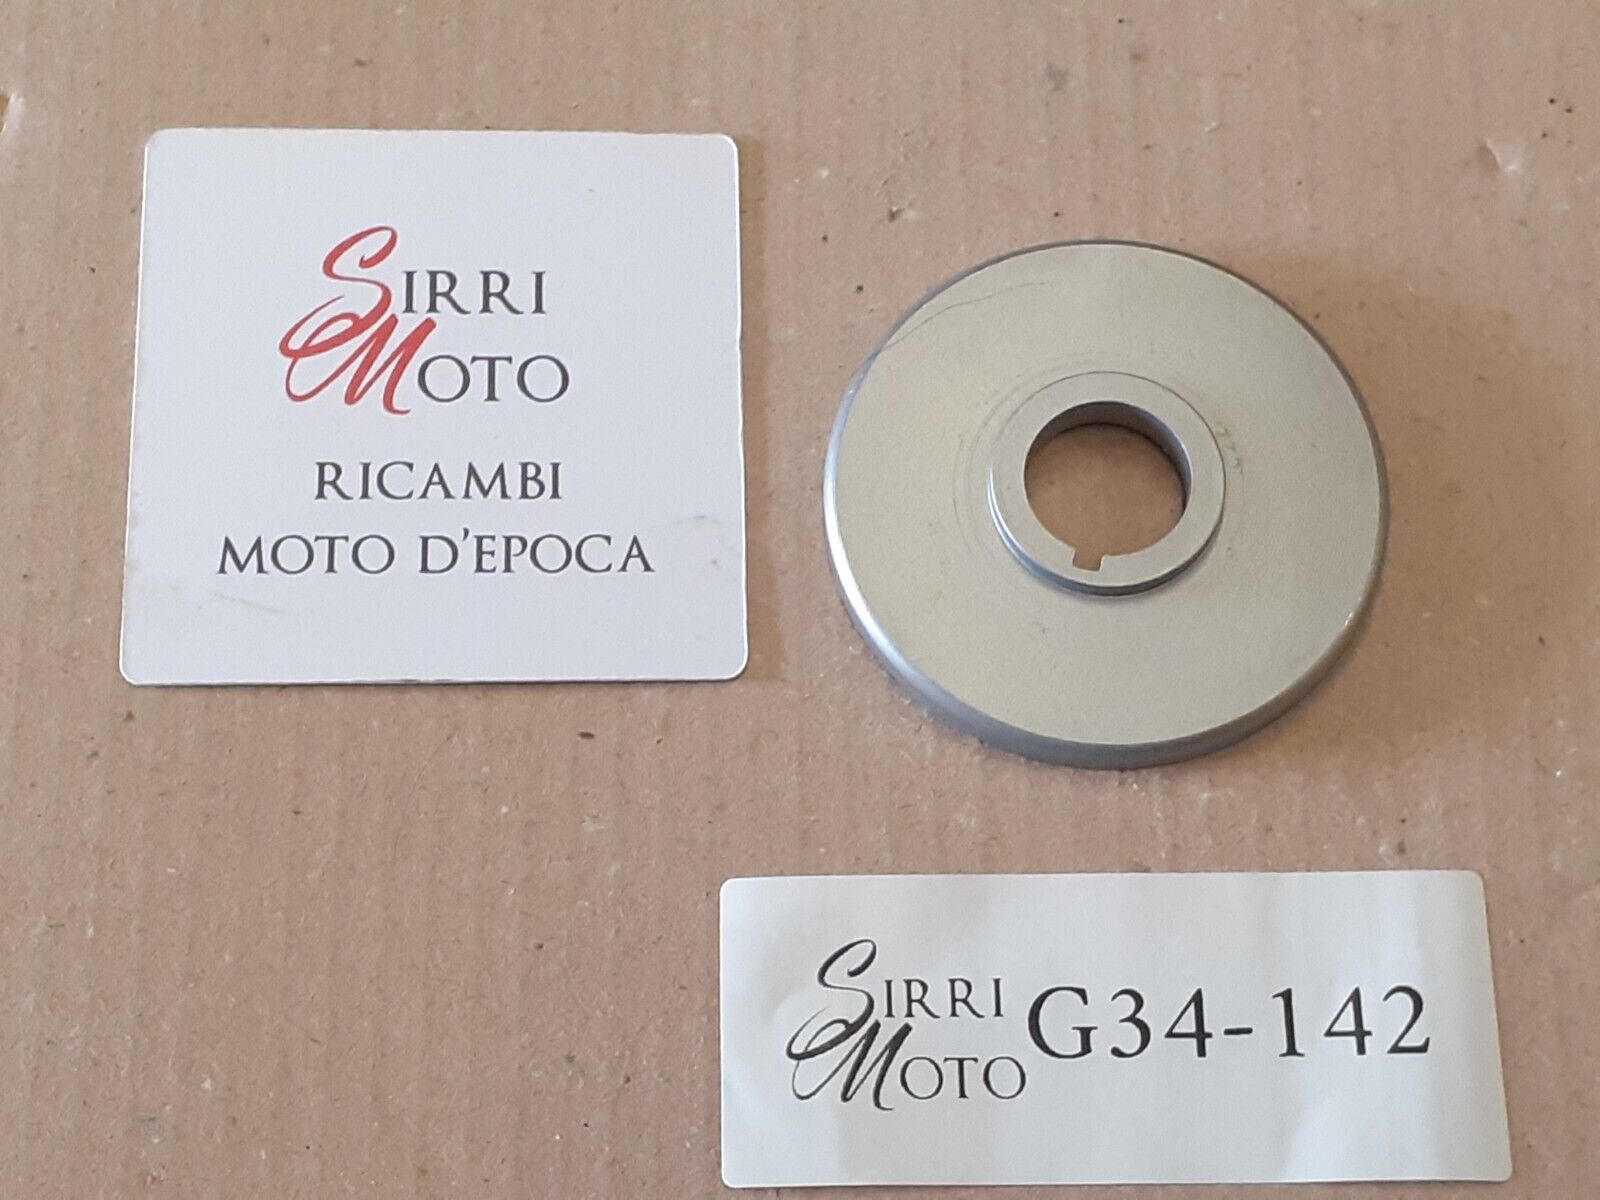 SIRRI
MOTO
RICAMBI
MOTO D'EPOCA
SIRRI
MOTO
G34-142